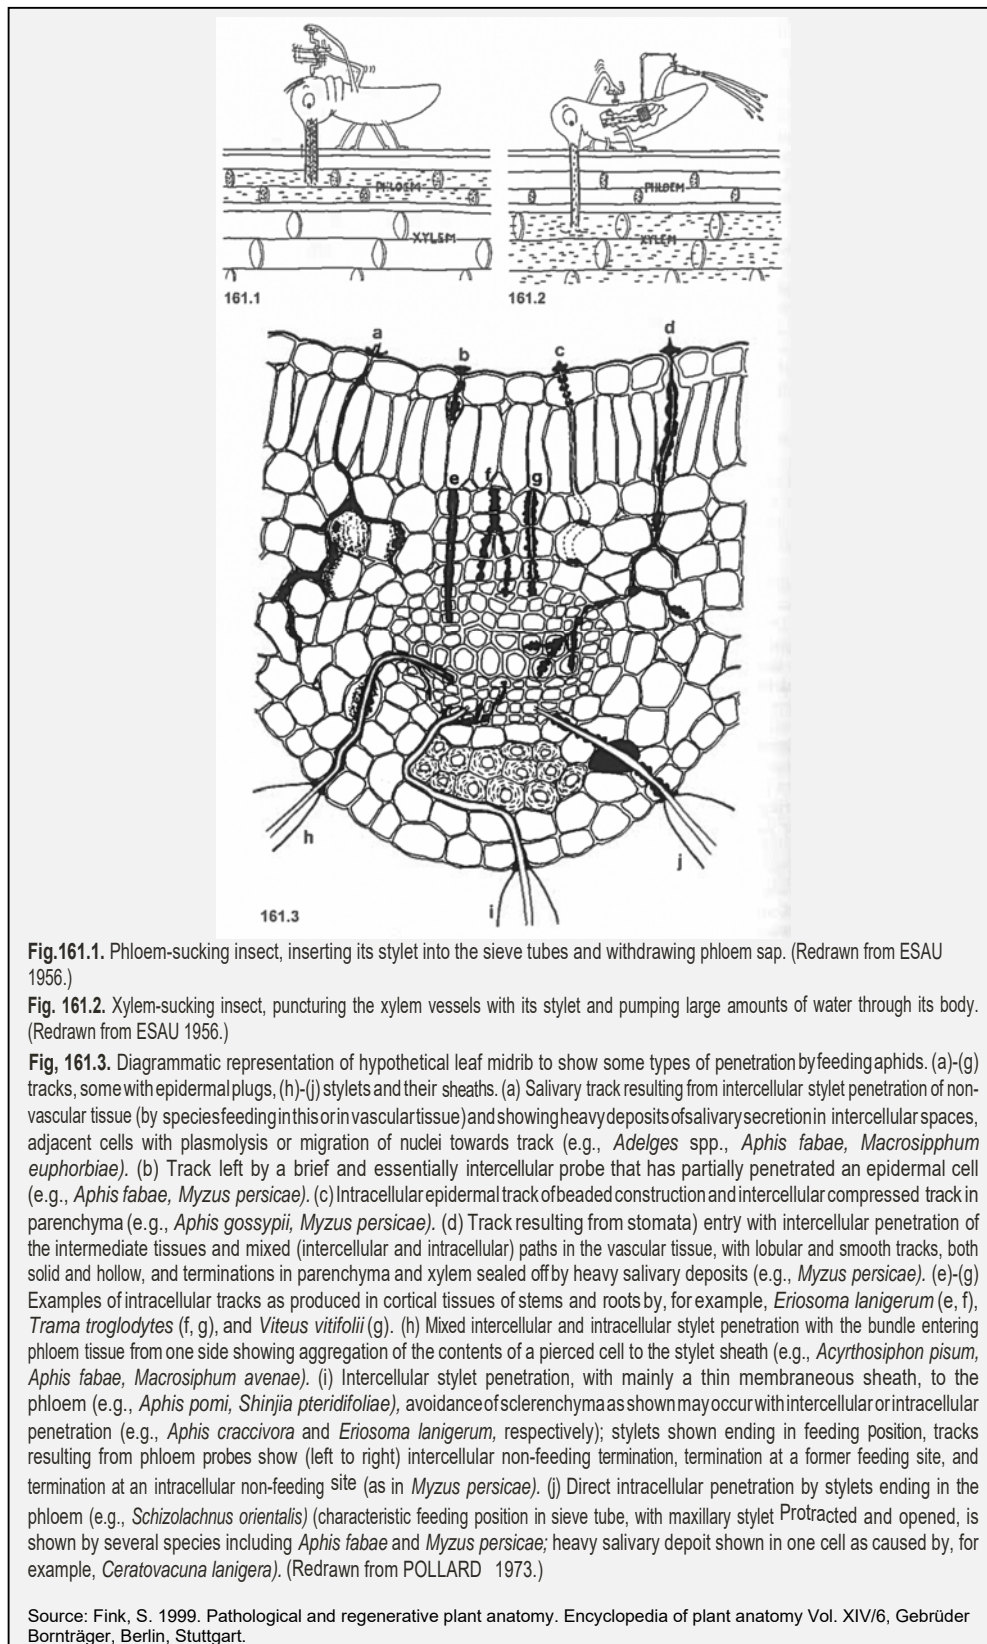 PHLOEM
XYLEM
161.1
PHLOEM
XYLEM
161.2
a
b
c
d
e
f
g
h
i
j
161.3
Fig.161.1. Phloem-sucking insect, inserting its stylet into the sieve tubes and withdrawing phloem sap. (Redrawn from ESAU
1956.)
Fig. 161.2. Xylem-sucking insect, puncturing the xylem vessels with its stylet and pumping large amounts of water through its body.
(Redrawn from ESAU 1956.)
Fig, 161.3. Diagrammatic representation of hypothetical leaf midrib to show some types of penetration by feeding aphids. (a)-(g)
tracks, some with epidermal plugs, (h)-(j) stylets and their sheaths. (a) Salivary track resulting from intercellular stylet penetration of non-
vascular tissue (by species feeding in this or in vascular tissue) and showing heavy deposits of salivary secretion in intercellular spaces,
adjacent cells with plasmolysis or migration of nuclei towards track (e.g., Adelges spp., Aphis fabae, Macrosipphum
euphorbiae). (b) Track left by a brief and essentially intercellular probe that has partially penetrated an epidermal cell
(e.g., Aphis fabae, Myzus persicae). (c) Intracellular epidermal track of beaded construction and intercellular compressed track in
parenchyma (e.g., Aphis gossypii, Myzus persicae). (d) Track resulting from stomata) entry with intercellular penetration of
the intermediate tissues and mixed (intercellular and intracellular) paths in the vascular tissue, with lobular and smooth tracks, both
solid and hollow, and terminations in parenchyma and xylem sealed off by heavy salivary deposits (e.g., Myzus persicae). (e)-(g)
Examples of intracellular tracks as produced in cortical tissues of stems and roots by, for example, Eriosoma lanigerum (e, f),
Trama troglodytes (f, g), and Viteus vitifolii (g). (h) Mixed intercellular and intracellular stylet penetration with the bundle entering
phloem tissue from one side showing aggregation of the contents of a pierced cell to the stylet sheath (e.g., Acyrthosiphon pisum,
Aphis fabae, Macrosiphum avenae). (i) Intercellular stylet penetration, with mainly a thin membraneous sheath, to the
phloem (e.g., Aphis pomi, Shinjia pteridifoliae), avoidance of sclerenchyma as shown may occur with intercellular or intracellular
penetration (e.g., Aphis craccivora and Eriosoma lanigerum, respectively); stylets shown ending in feeding position, tracks
resulting from phloem probes show (left to right) intercellular non-feeding termination, termination at a former feeding site, and
termination at an intracellular non-feeding site (as in Myzus persicae). (j) Direct intracellular penetration by stylets ending in the
phloem (e.g., Schizolachnus orientalis) (characteristic feeding position in sieve tube, with maxillary stylet Protracted and opened, is
shown by several species including Aphis fabae and Myzus persicae; heavy salivary depoit shown in one cell as caused by, for
example, Ceratovacuna lanigera). (Redrawn from POLLARD 1973.)
Source: Fink, S. 1999. Pathological and regenerative plant anatomy. Encyclopedia of plant anatomy Vol. XIV/6, Gebrüder
Bornträger, Berlin, Stuttgart.